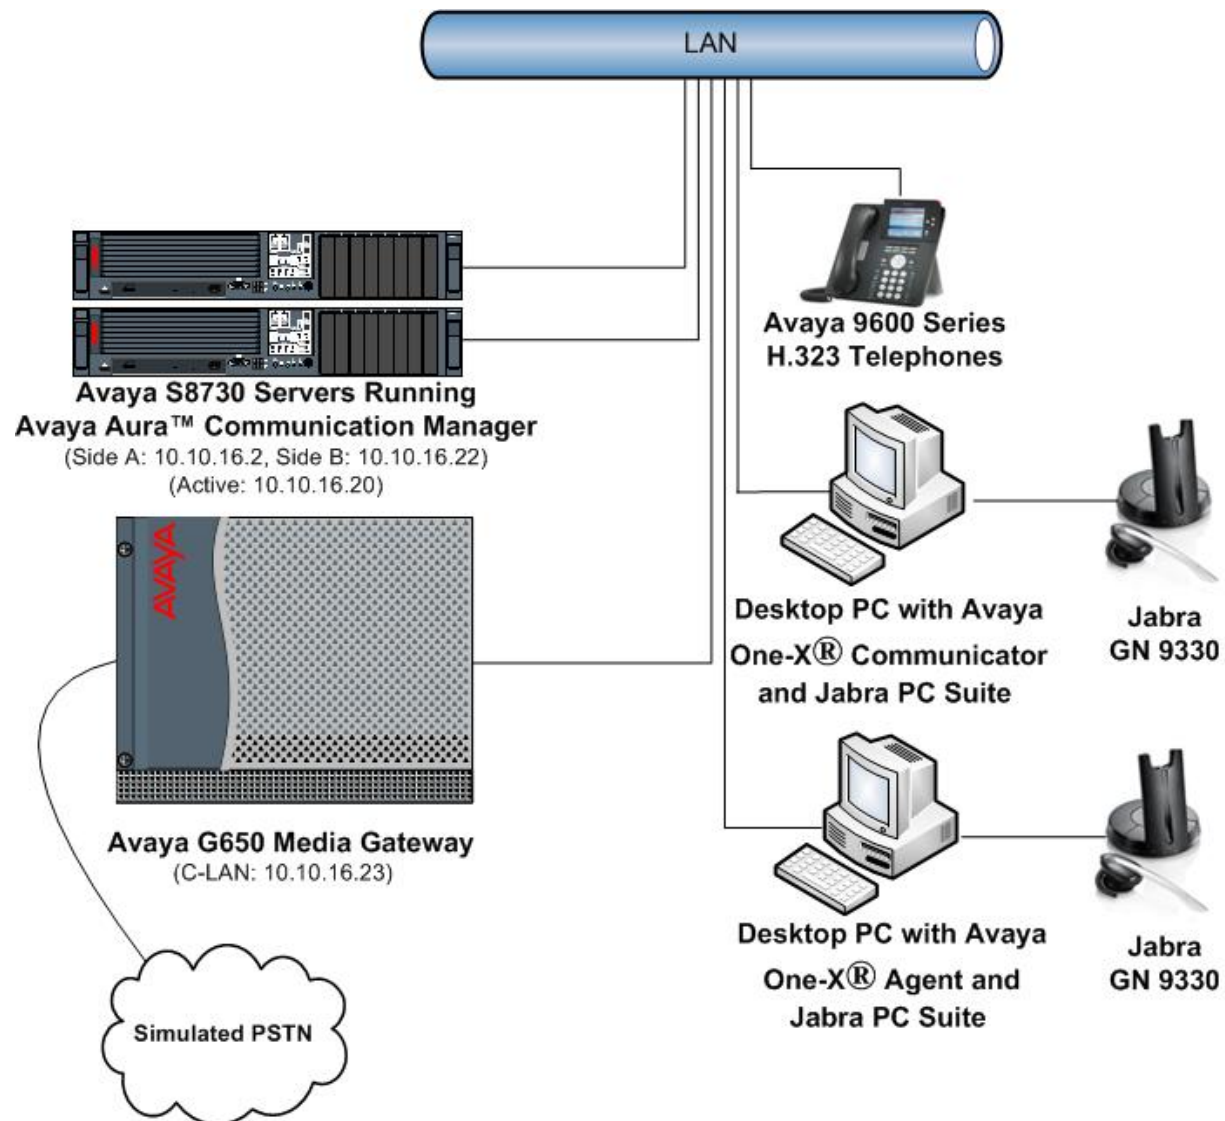 LAN
Avaya 9600 Series
H.323 Telephones
Avaya S8730 Servers Running
Avaya Aura™ Communication Manager
(Side A: 10.10.16.2, Side B: 10.10.16.22)
(Active: 10.10.16.20)
AVAYA
Desktop PC with Avaya
One-X® Communicator
and Jabra PC Suite
Jabra
GN 9330
Avaya G650 Media Gateway
(C-LAN: 10.10.16.23)
Desktop PC with Avaya
One-X® Agent and
Jabra PC Suite
Jabra
GN 9330
Simulated PSTN